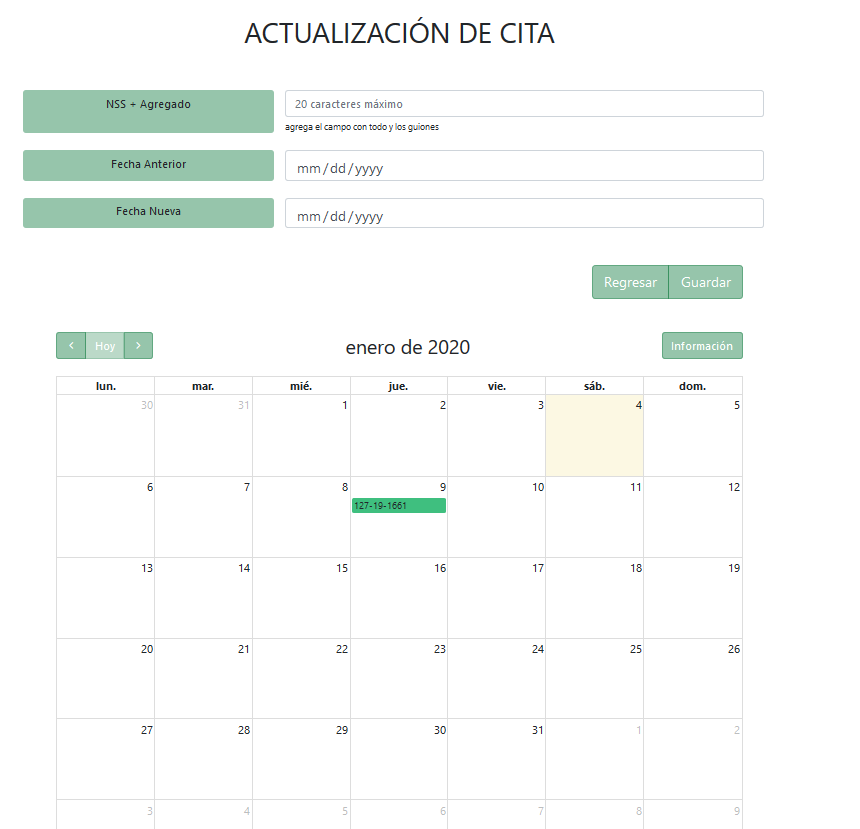 ACTUALIZACIÓN DE CITA
NSS + Agregado
20 caracteres máximo
agrega el campo con todo y los guiones
Fecha Anterior
mm/dd/yyyy
Fecha Nueva
mm/dd/yyyy
Regresar Guardar
Hoy enero de 2020 Información
lun. mar. mié. jue. vie. sáb. dom.
30 31 1 2 3 4 5
6 7 8 9 10 11 12
127-19-1661
13 14 15 16 17 18 19
20 21 22 23 24 25 26
27 28 29 30 31 1 2
3 4 5 6 7 8 9